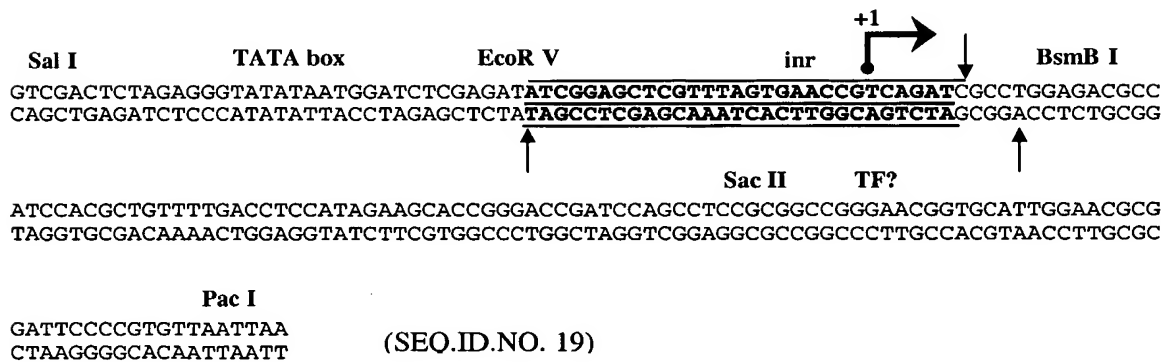 +1
Sal I TATA box EcoR V inr BsmB I
GTCGACTCTAGAGGGTATATAATGGATCTCGAGATATCGGAGCTCGTTTAGTGAACCGTCAGATCGCCTGGAGACGCC
CAGCTGAGATCTCCCATATATTACCTAGAGCTCTATAGCCTCGAGCAAATCACTTGGCAGTCTAGCGGACCTCTGCGG
Sac II TF?
ATCCACGCTGTTTTGACCTCCATAGAAGCACCGGGACCGATCCAGCCTCCGCGGCCGGGAACGGTGCATTGGAACGCG
TAGGTGCGACAAAACTGGAGGTATCTTCGTGGCCCTGGCTAGGTCGGAGGCGCCGGCCCTTGCCACGTAACCTTGCGC
Pac I
GATTCCCCGTGTTAATTAA
CTAAGGGGCACAATTAATT (SEQ.ID.NO. 19)